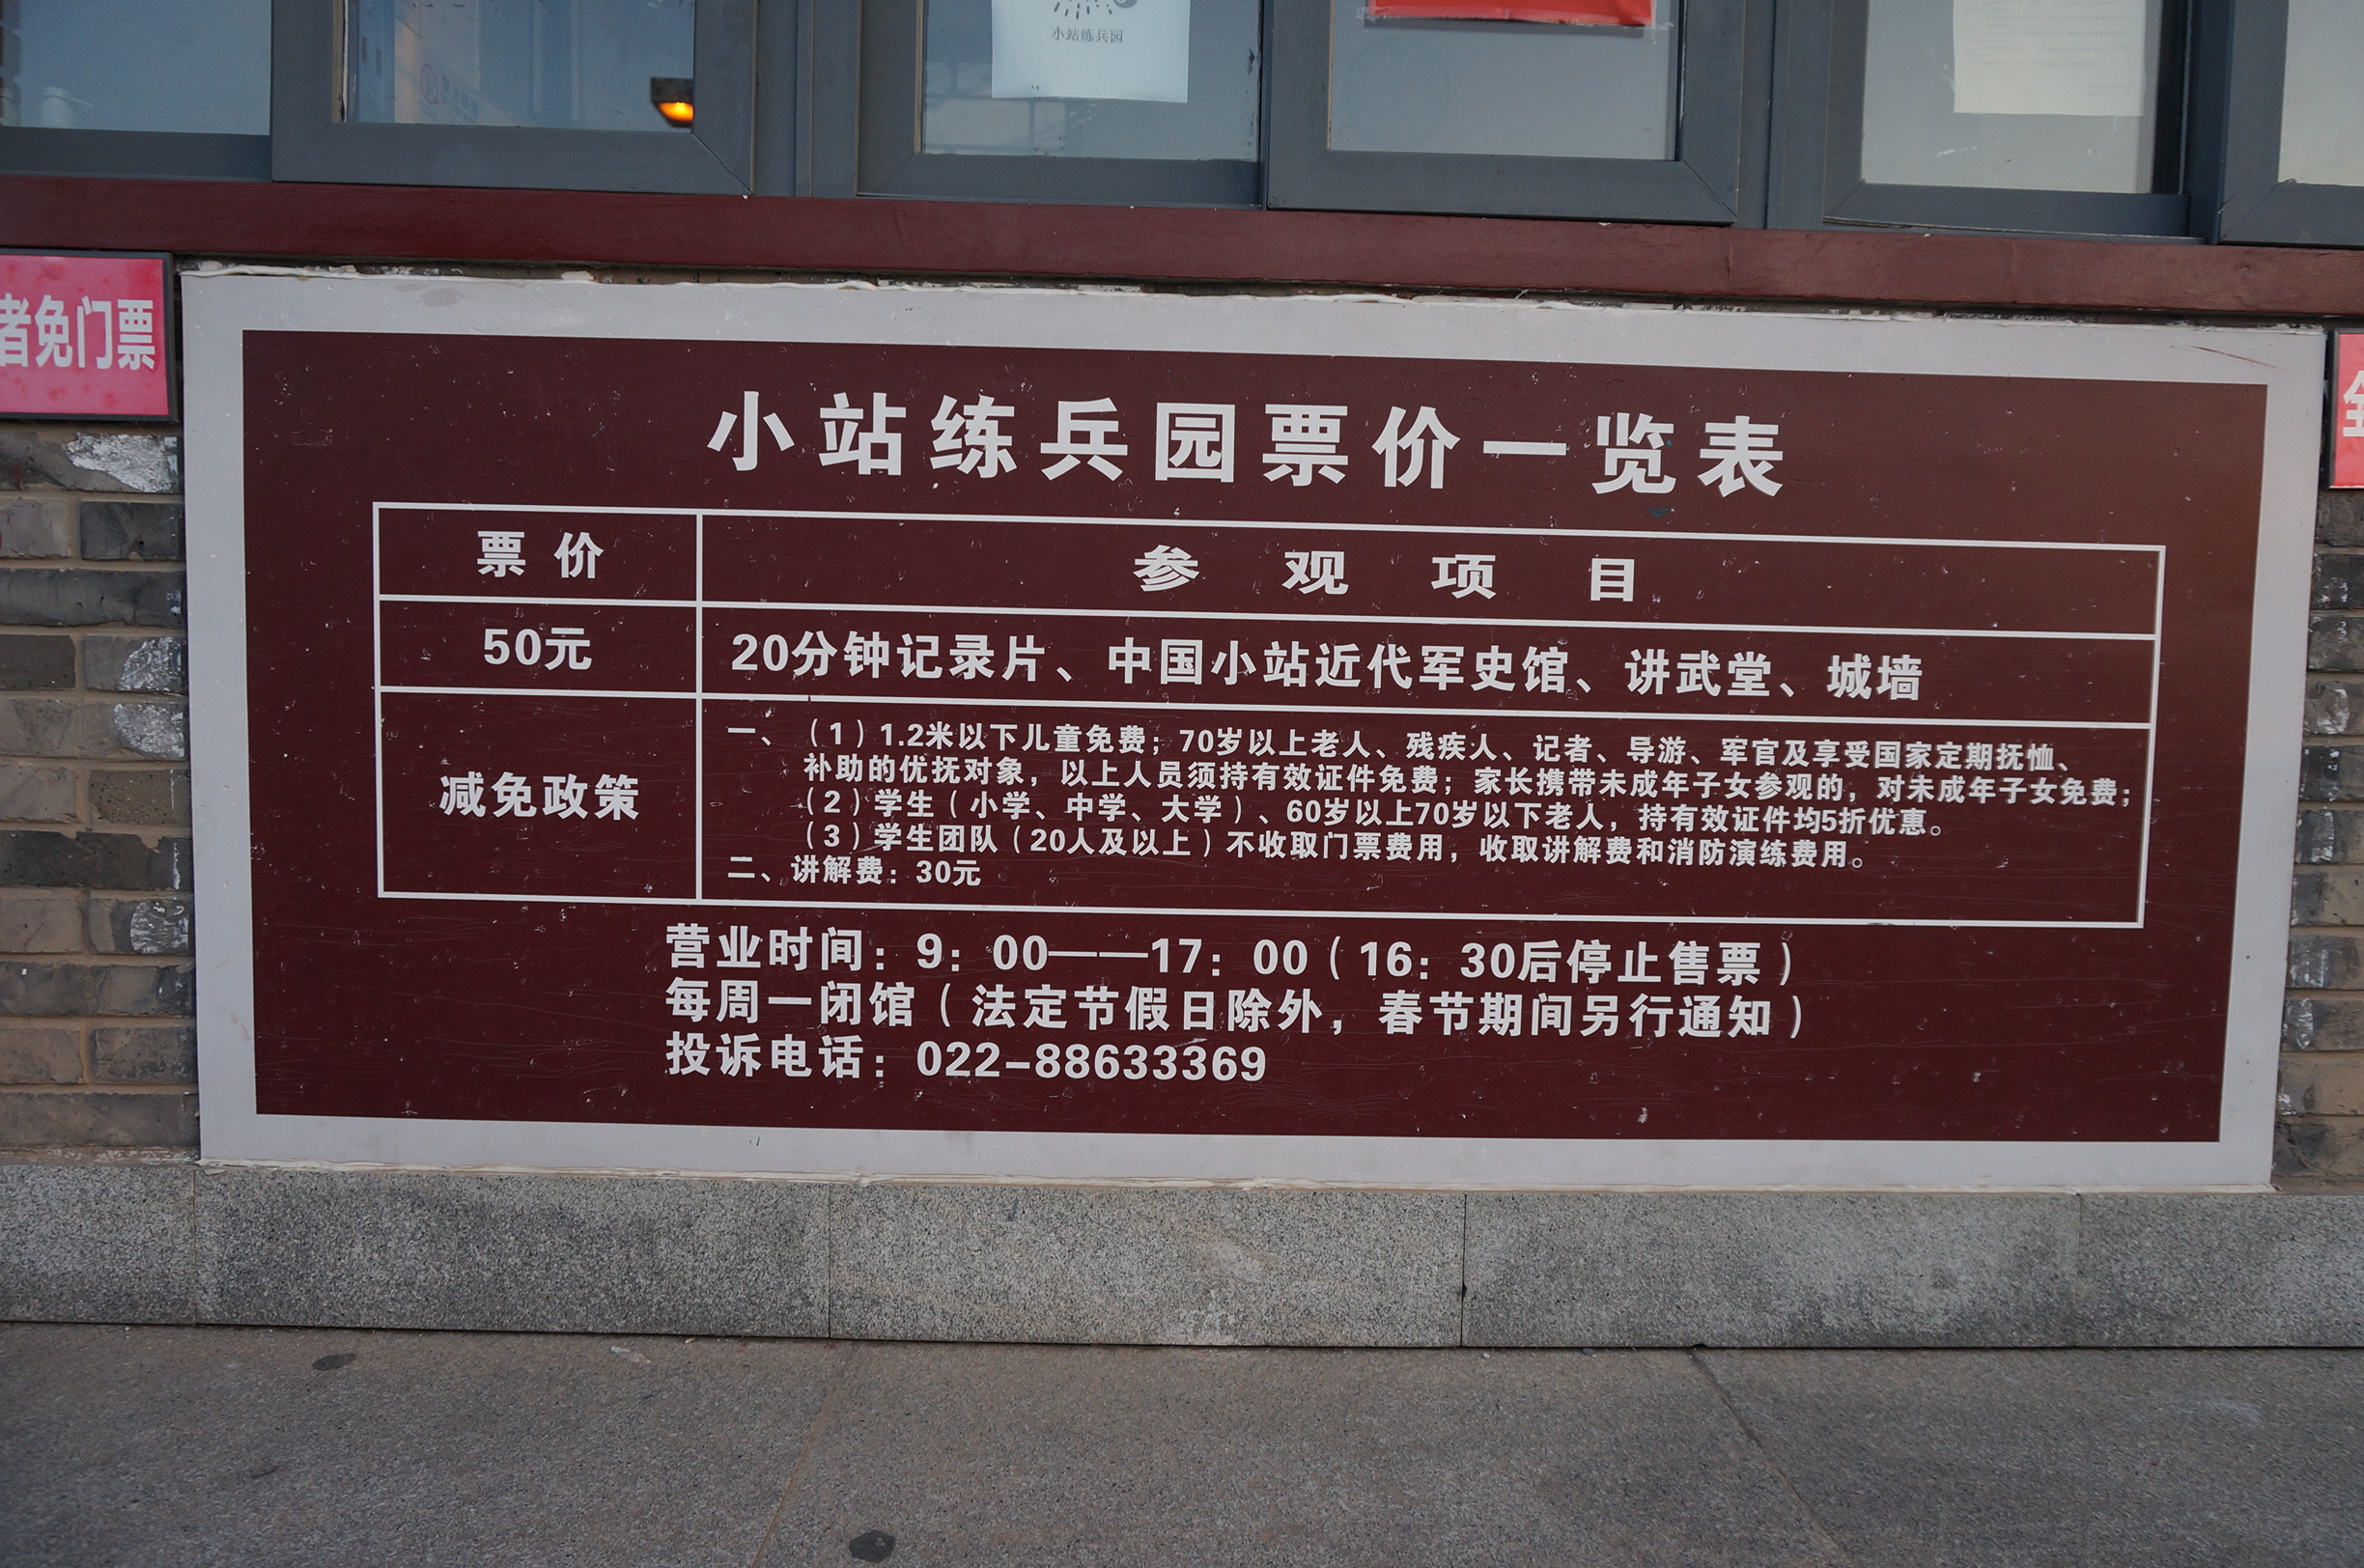 小站练兵园
者免门票
小站练兵园票价一览表
票价 参观项目
50元 20分钟记录片、中国小站近代军史馆、讲武堂、城墙
减免政策
一、（1）1.2米以下儿童免费；70岁以上老人、残疾人、记者、导游、军官及享受国家定期抚恤、
补助的优抚对象，以上人员须持有效证件免费；家长携带未成年子女参观的，对未成年子女免费；
（2）学生（小学、中学、大学）、60岁以上70岁以下老人，持有效证件均5折优惠。
（3）学生团队（20人及以上）不收取门票费用，收取讲解费和消防演练费用。
二、讲解费：30元
营业时间：9：00——17：00（16：30后停止售票）
每周一闭馆（法定节假日除外，春节期间另行通知）
投诉电话：022-88633369